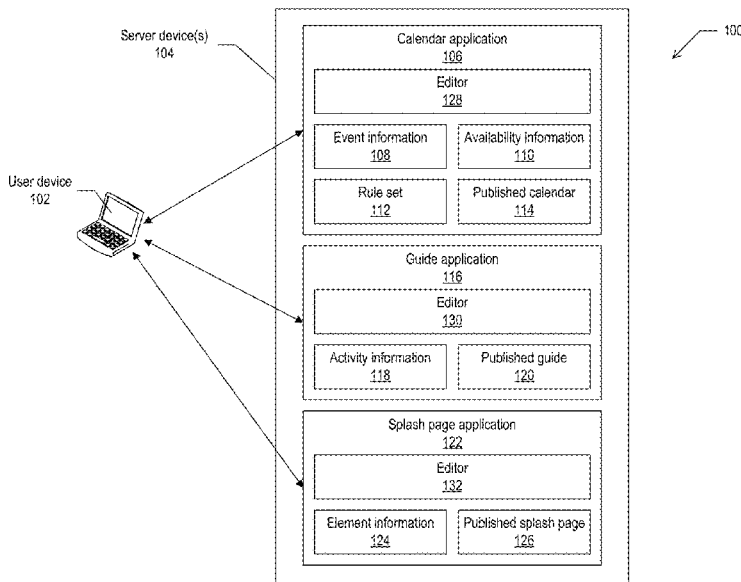 100
Server device(s)
104
User device
102
Calendar application
106
Editor
128
Event information
108
Availability information
110
Rule set
112
Published calendar
114
Guide application
116
Editor
130
Activity information
118
Published guide
120
Splash page application
122
Editor
132
Element information
124
Published splash page
126